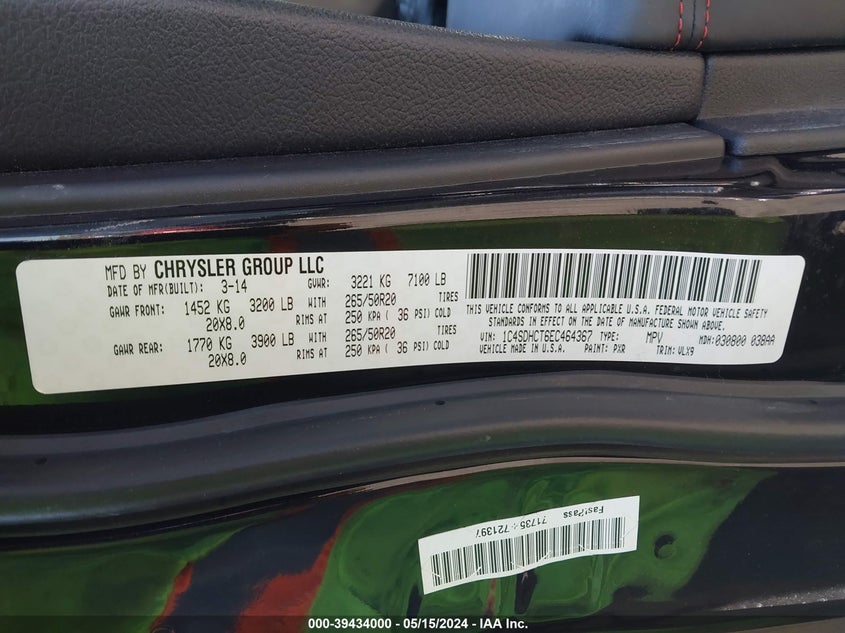 MFD BY CHRYSLER GROUP LLC
DATE OF MFR(BUILT): 3-14 GVWR: 3221 KG 7100 LB
GAWR FRONT: 1452 KG 3200 LB WITH 265/50R20 TIRES
20X8.0 RIMS AT 250 KPA ( 36 PSI) COLD
GAWR REAR: 1770 KG 3900 LB WITH 265/50R20 TIRES
20X8.0 RIMS AT 250 KPA ( 36 PSI) COLD
THIS VEHICLE CONFORMS TO ALL APPLICABLE U.S.A. FEDERAL MOTOR VEHICLE SAFETY
STANDARDS IN EFFECT ON THE DATE OF MANUFACTURE SHOWN ABOVE.
VIN: 1C4SDHCT6EC464367 TYPE: MPV MDH: 030800 038AA
VEHICLE MADE IN U.S.A. PAINT: PXR TRIM: VLX9
FastPass 71735 721397
000-39434000 — 05/15/2024 — IAA Inc.